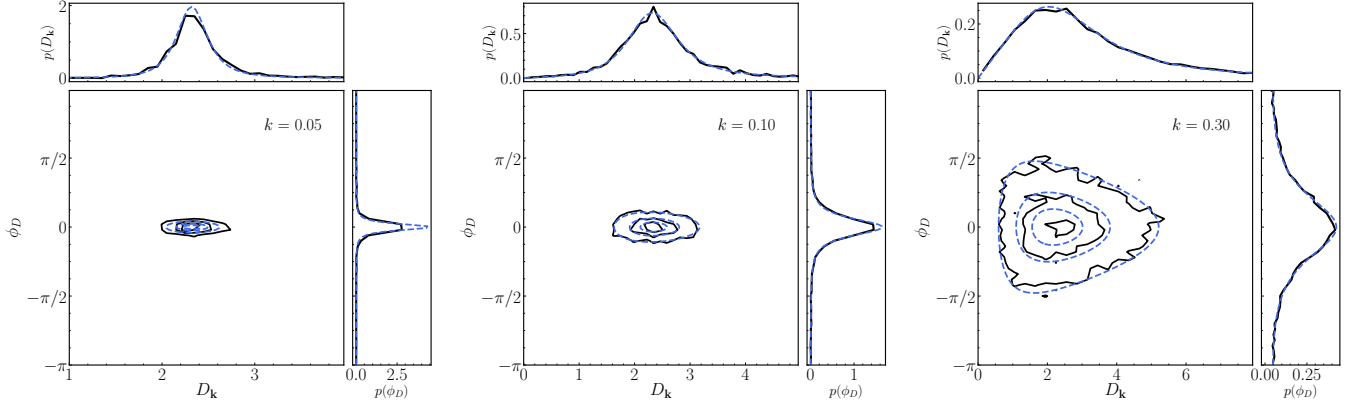 2
0
p(D_k)
k = 0.05
π/2
0
−π/2
−π
ϕ_D
1 2 3
D_k
0.0 2.5
p(ϕ_D)
0.5
0.0
p(D_k)
k = 0.10
π/2
0
−π/2
−π
ϕ_D
0 1 2 3 4
D_k
0 1
p(ϕ_D)
0.2
0.0
p(D_k)
k = 0.30
π/2
0
−π/2
−π
ϕ_D
0 2 4 6
D_k
0.00 0.25
p(ϕ_D)